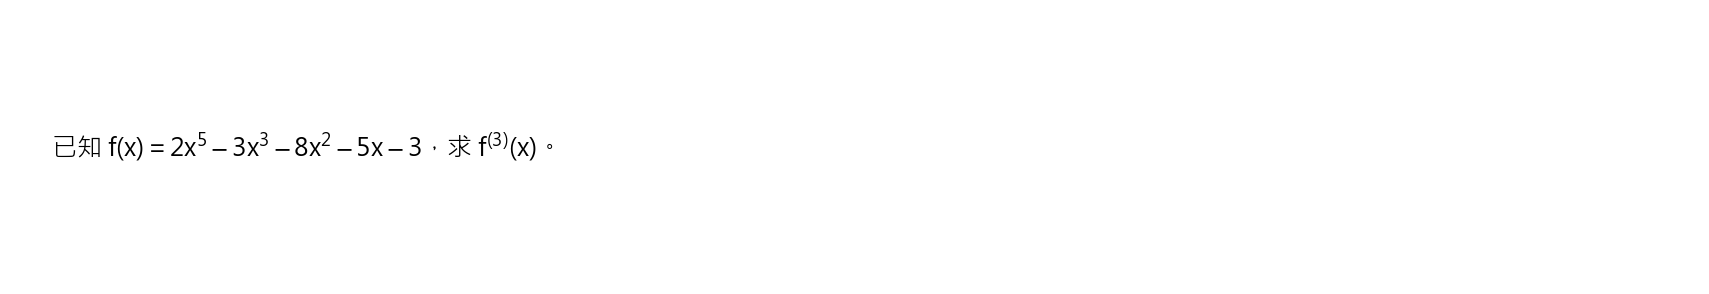 已知 f(x) = 2x⁵ – 3x³ – 8x² – 5x – 3，求 f⁽³⁾(x)。